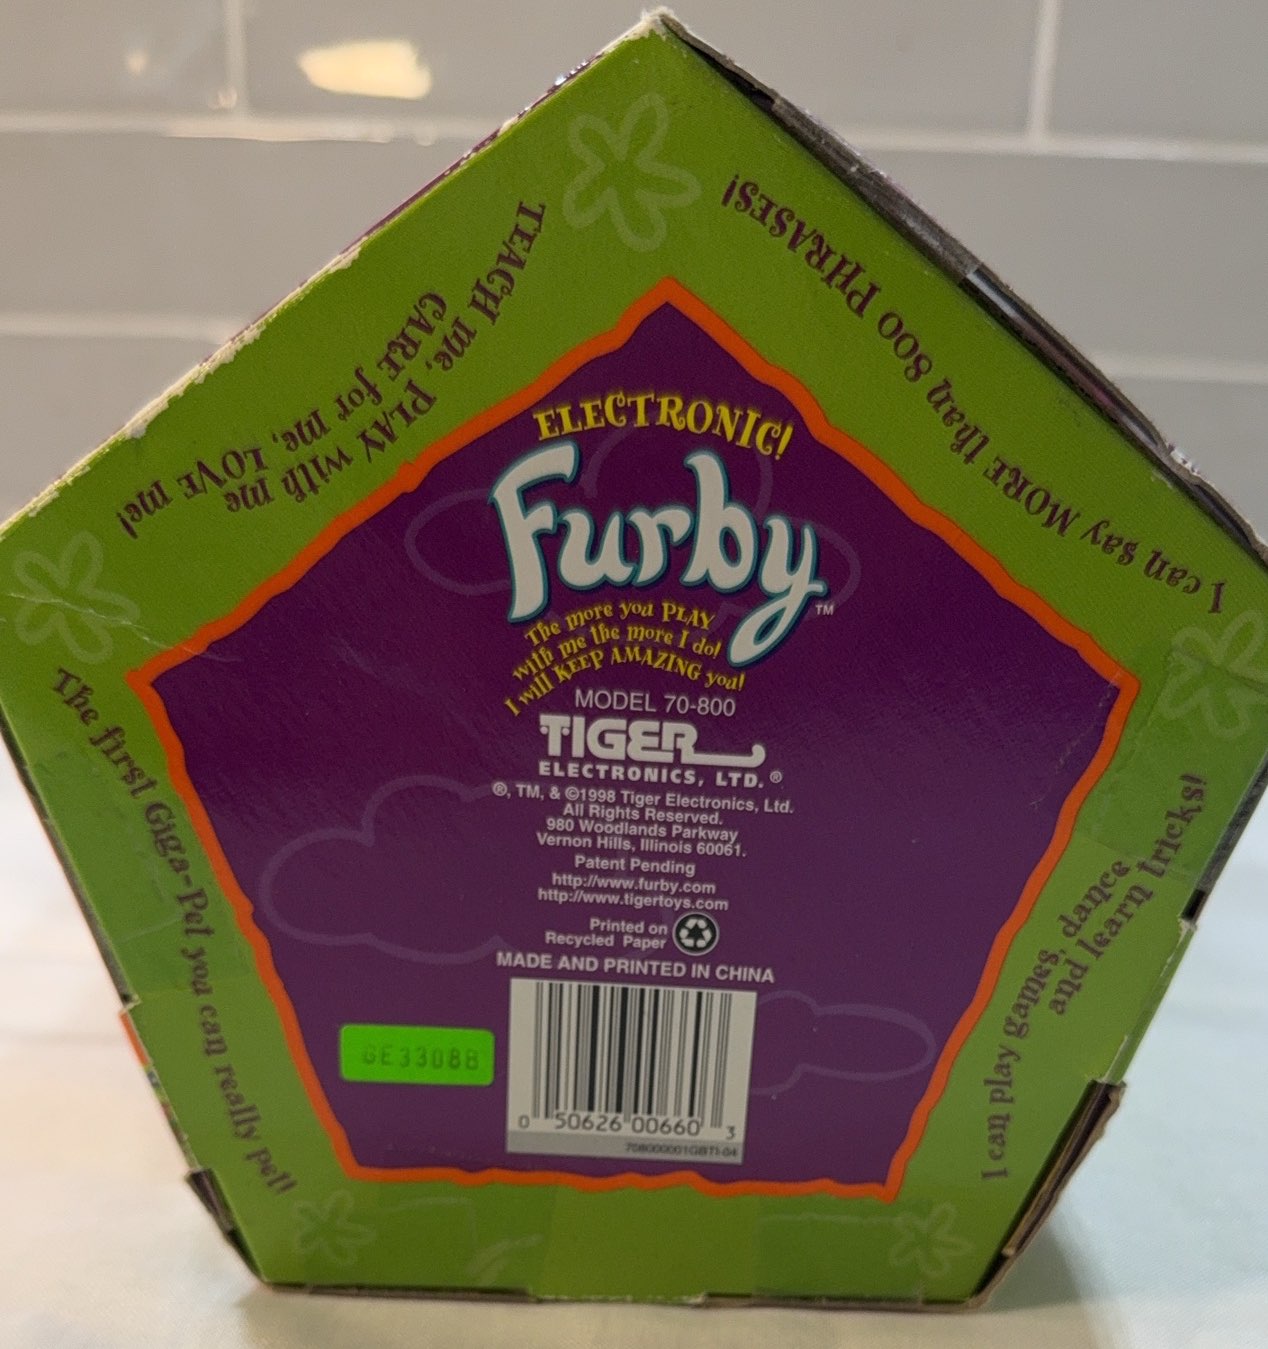 TEACH me, PLAY with me
CARE for me, LOVE me!
I can say MORE than 800 PHRASES!
ELECTRONIC!
Furby™
The more you PLAY
with me the more I do!
I will KEEP AMAZING you!
MODEL 70-800
TIGER
ELECTRONICS, LTD.®
®, TM, & ©1998 Tiger Electronics, Ltd.
All Rights Reserved.
980 Woodlands Parkway
Vernon Hills, Illinois 60061.
Patent Pending
http://www.furby.com
http://www.tigertoys.com
Printed on
Recycled Paper
MADE AND PRINTED IN CHINA
GE33088
0 50626 00660 3
The first Giga-Pet you can really pet!
I can play games, dance
and learn tricks!